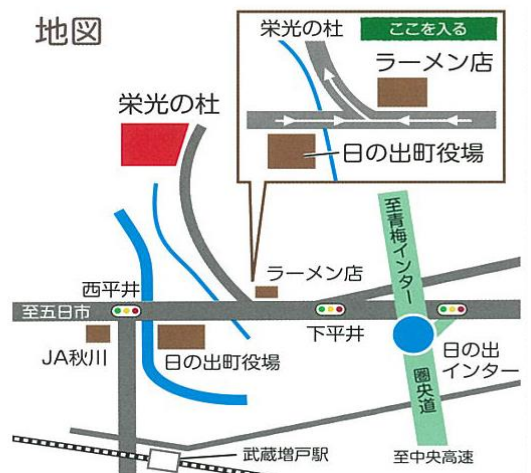 地図
栄光の杜
ここを入る
ラーメン店
日の出町役場
栄光の杜
至青梅インター
ラーメン店
西平井
至五日市
下平井
JA秋川
日の出町役場
日の出
インター
圏央道
武蔵増戸駅
至中央高速